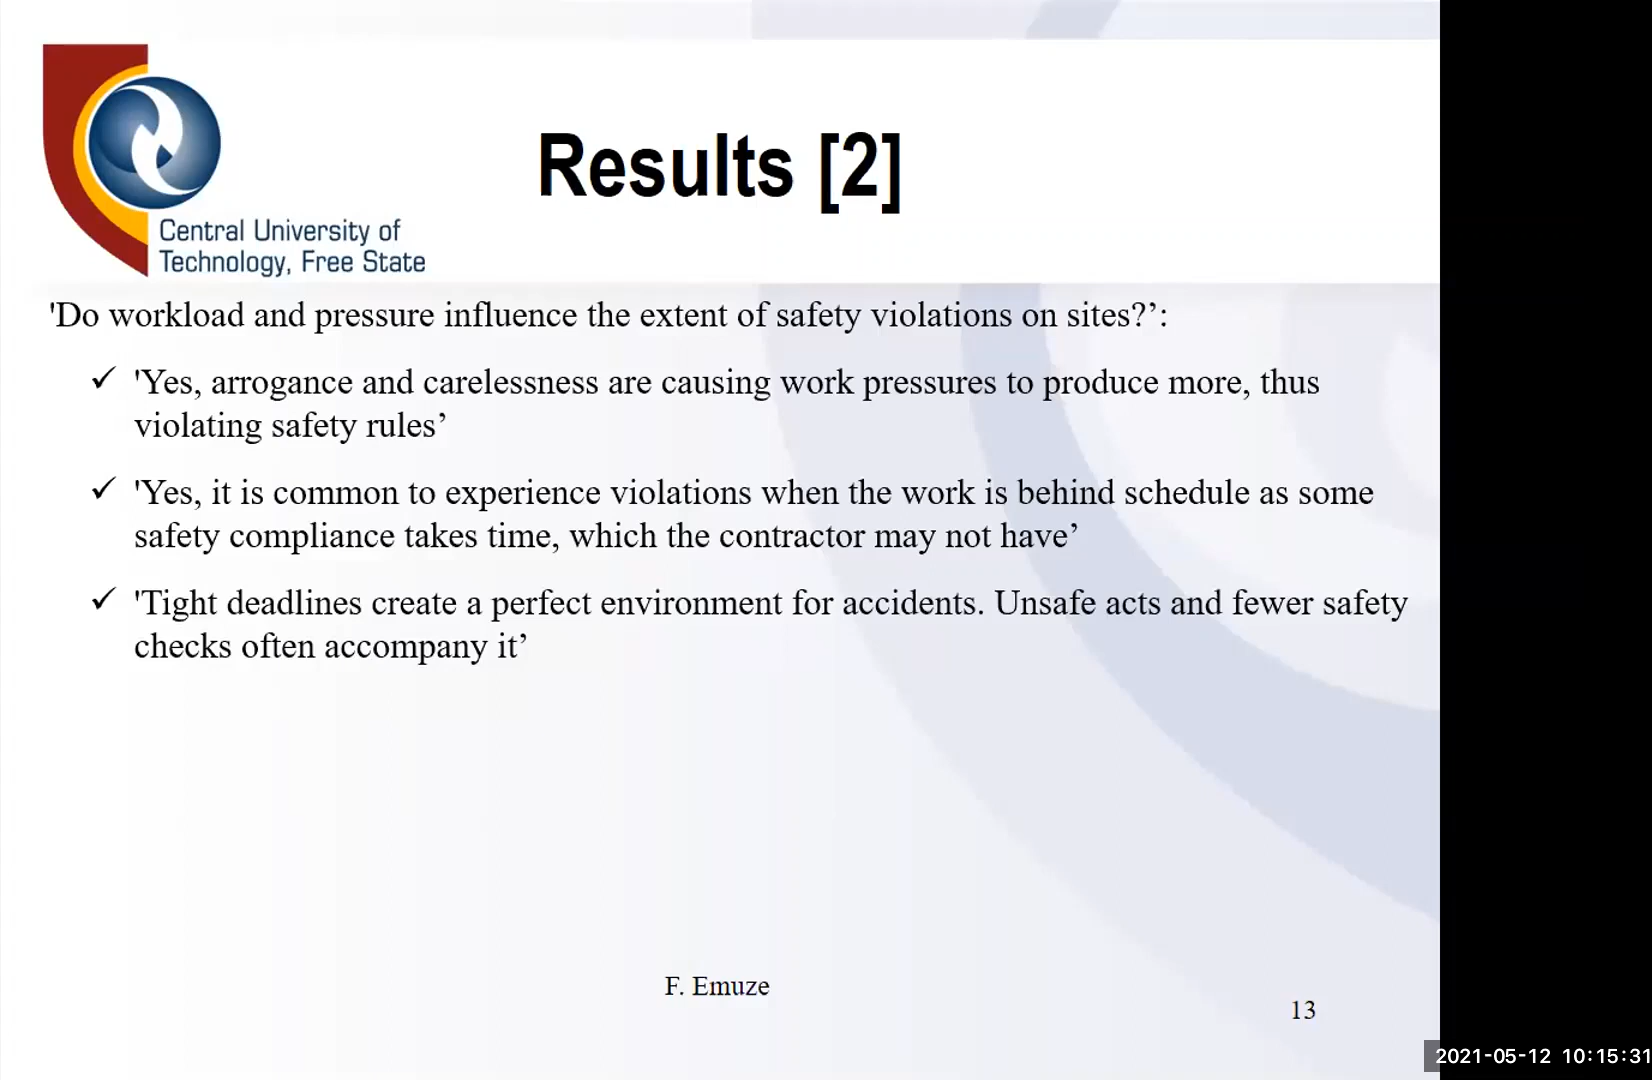 Central University of
Technology, Free State
Results [2]
'Do workload and pressure influence the extent of safety violations on sites?’:
✓ 'Yes, arrogance and carelessness are causing work pressures to produce more, thus
violating safety rules’
✓ 'Yes, it is common to experience violations when the work is behind schedule as some
safety compliance takes time, which the contractor may not have’
✓ 'Tight deadlines create a perfect environment for accidents. Unsafe acts and fewer safety
checks often accompany it’
F. Emuze
13
2021-05-12 10:15:31